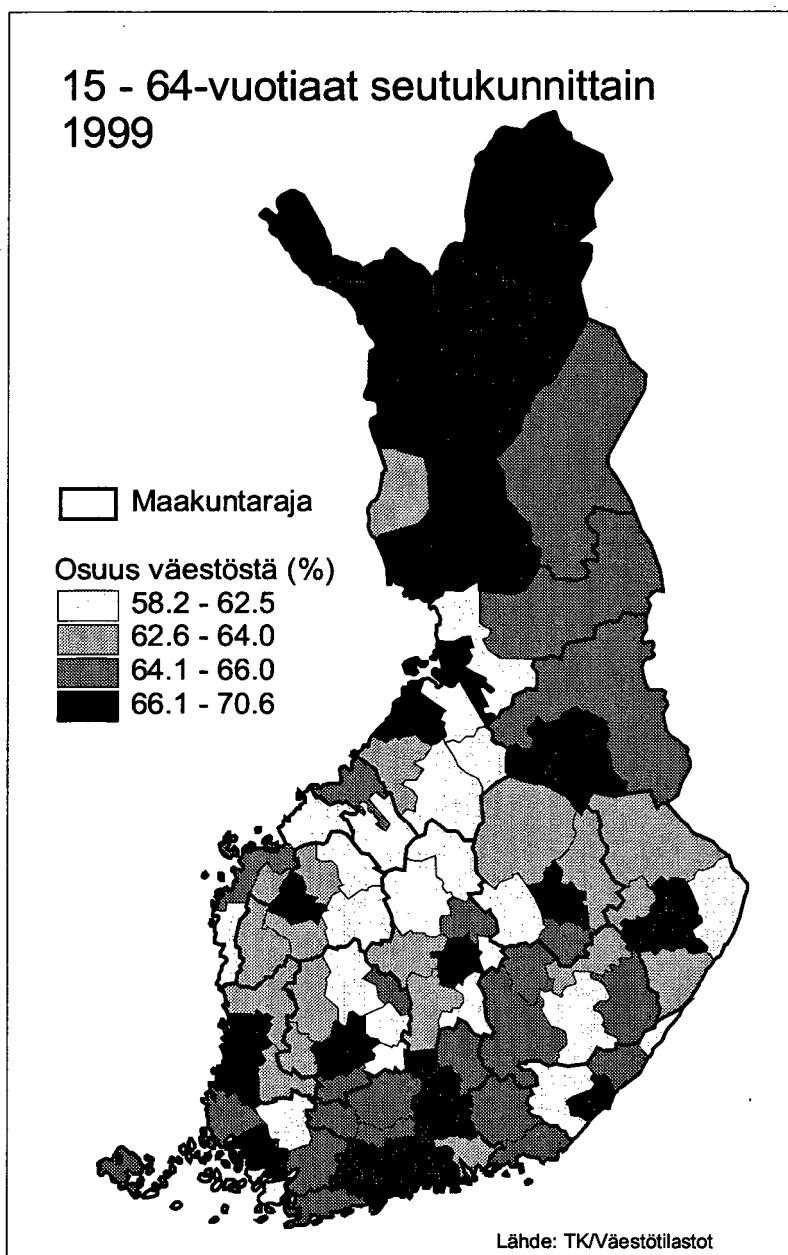 15 - 64-vuotiaat seutukunnittain
1999
Maakuntaraja
Osuus väestöstä (%)
58.2 - 62.5
62.6 - 64.0
64.1 - 66.0
66.1 - 70.6
Lähde: TK/Väestötilastot